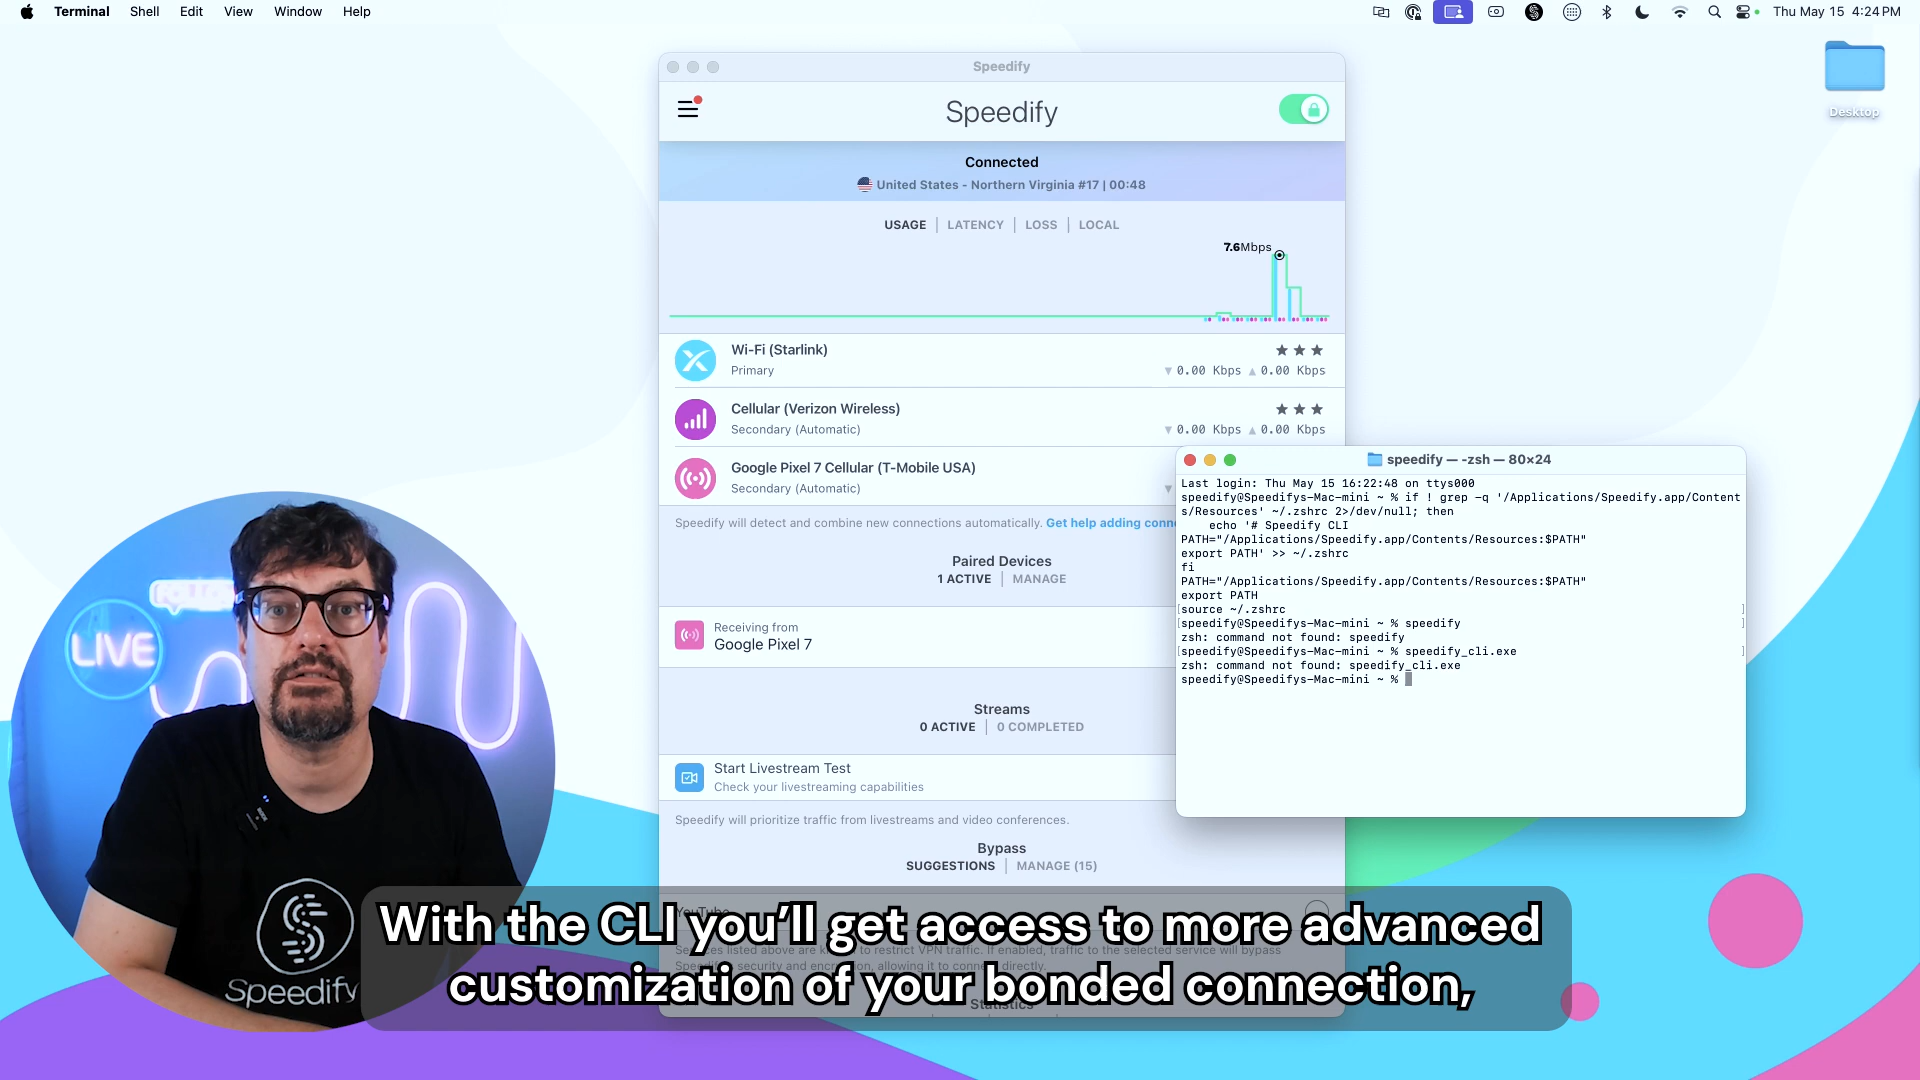 Terminal Shell Edit View Window Help
Thu May 15 4:24 PM
Desktop
Speedify
Speedify
Connected
United States - Northern Virginia #17 | 00:48
USAGE | LATENCY | LOSS | LOCAL
7.6Mbps
Wi-Fi (Starlink)
Primary
0.00 Kbps 0.00 Kbps
Cellular (Verizon Wireless)
Secondary (Automatic)
0.00 Kbps 0.00 Kbps
Google Pixel 7 Cellular (T-Mobile USA)
Secondary (Automatic)
Speedify will detect and combine new connections automatically. Get help adding
Paired Devices
1 ACTIVE | MANAGE
Receiving from
Google Pixel 7
Streams
0 ACTIVE | 0 COMPLETED
Start Livestream Test
Check your livestreaming capabilities
Speedify will prioritize traffic from livestreams and video conferences.
Bypass
SUGGESTIONS | MANAGE (15)
YouTube
Statistics
speedify — -zsh — 80×24
Last login: Thu May 15 16:22:48 on ttys000
speedify@Speedifys-Mac-mini ~ % if ! grep -q '/Applications/Speedify.app/Content
s/Resources' ~/.zshrc 2>/dev/null; then
echo '# Speedify CLI
PATH="/Applications/Speedify.app/Contents/Resources:$PATH"
export PATH' >> ~/.zshrc
fi
PATH="/Applications/Speedify.app/Contents/Resources:$PATH"
export PATH
[source ~/.zshrc ]
[speedify@Speedifys-Mac-mini ~ % speedify ]
zsh: command not found: speedify
[speedify@Speedifys-Mac-mini ~ % speedify_cli.exe ]
zsh: command not found: speedify_cli.exe
speedify@Speedifys-Mac-mini ~ %
LIVE
Speedify
With the CLI you'll get access to more advanced
customization of your bonded connection,